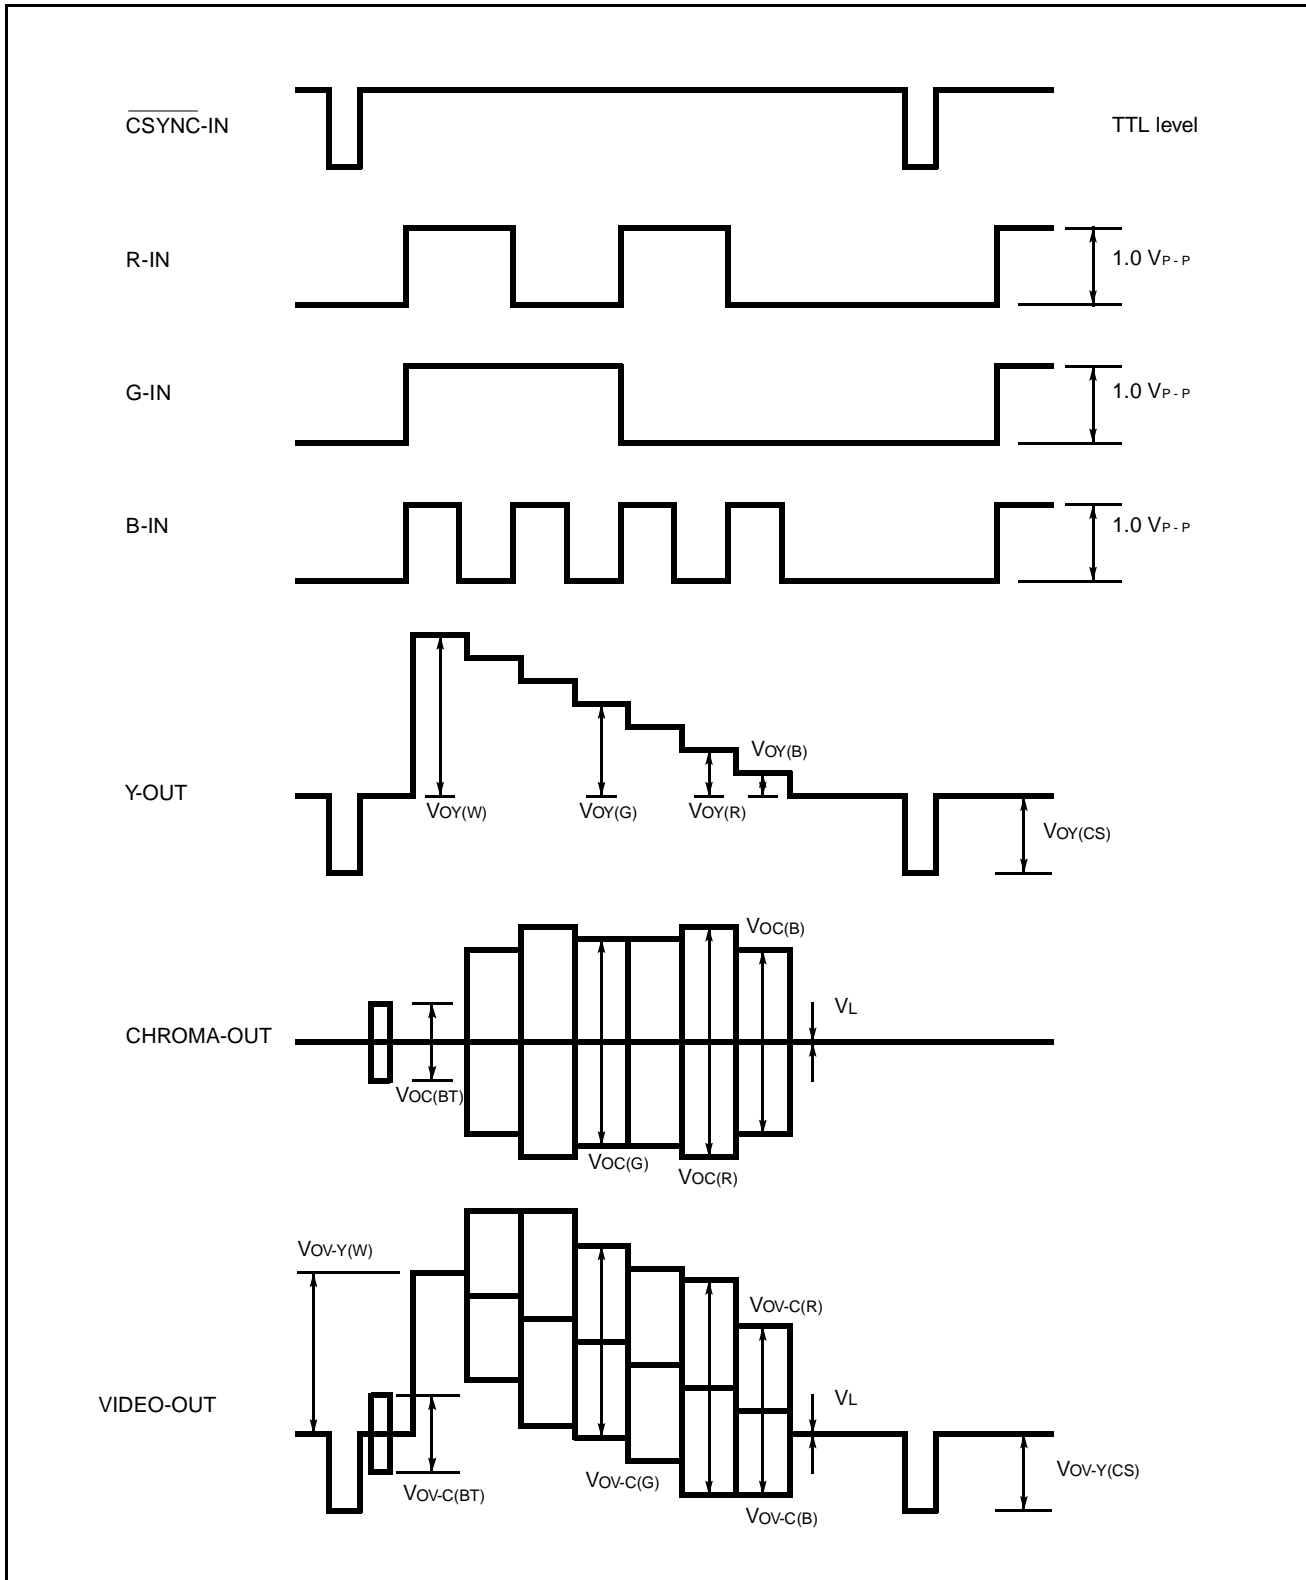 CSYNC-IN
TTL level
R-IN
1.0 VP-P
G-IN
1.0 VP-P
B-IN
1.0 VP-P
VOY(B)
Y-OUT
VOY(W)
VOY(G)
VOY(R)
VOY(CS)
VOC(B)
VL
CHROMA-OUT
VOC(BT)
VOC(G)
VOC(R)
VOV-Y(W)
VOV-C(R)
VL
VIDEO-OUT
VOV-C(BT)
VOV-C(G)
VOV-Y(CS)
VOV-C(B)